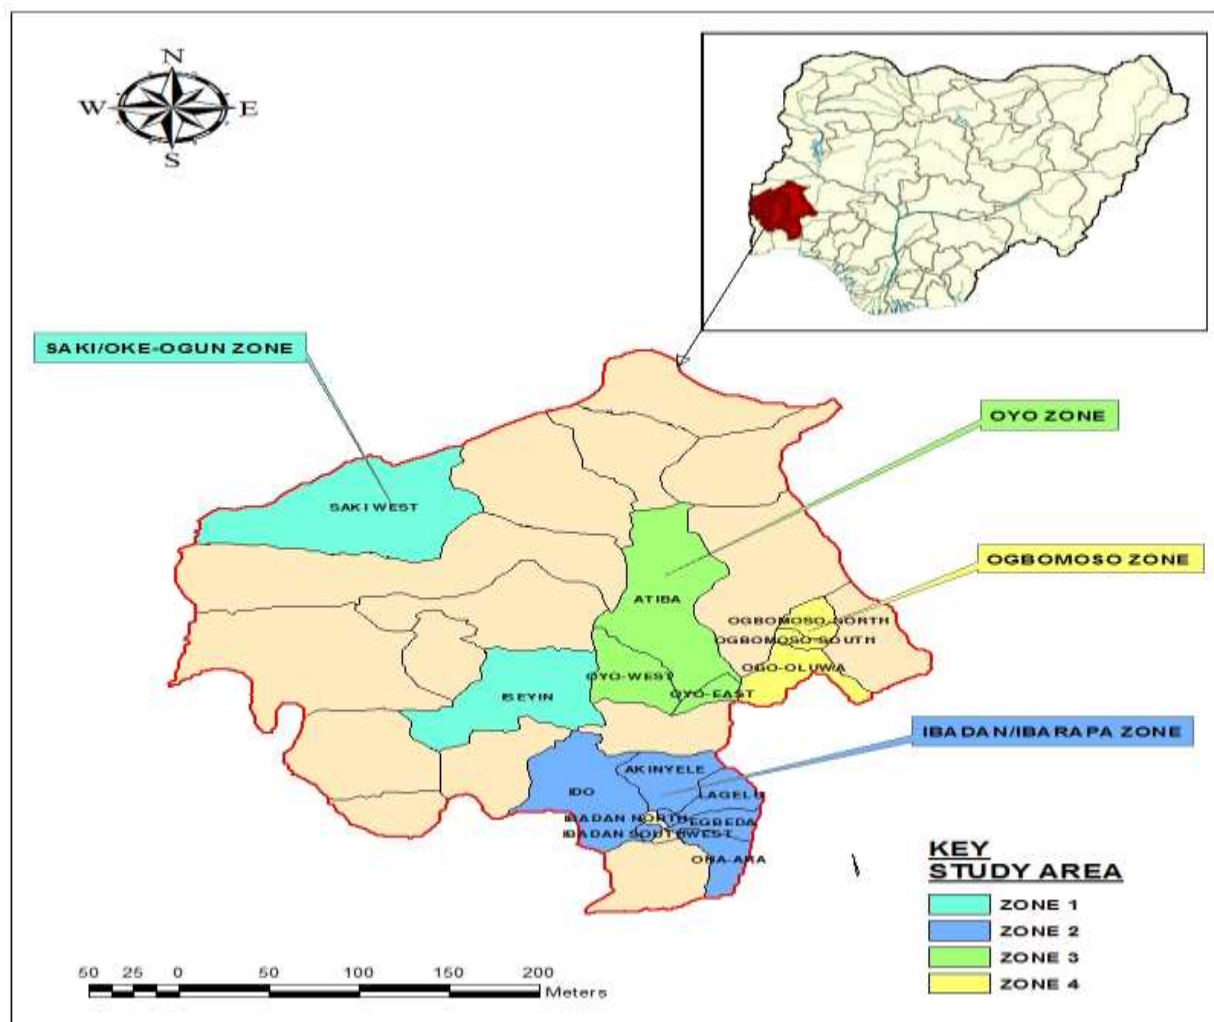 N
W E
S
SAKI/OKE-OGUN ZONE
OYO ZONE
SAKI WEST
OGBOMOSO ZONE
ATIBA
OGBOMOSO-NORTH
OGBOMOSO-SOUTH
OGO-OLUWA
OYO-WEST
OYO-EAST
ISEYIN
IBADAN/IBARAPA ZONE
AKINYELE
IDO
LAGELU
IBADAN NORTH
EGBEDA
IBADAN SOUTHWEST
ONA-ARA
KEY
STUDY AREA
ZONE 1
ZONE 2
ZONE 3
ZONE 4
50 25 0 50 100 150 200
Meters